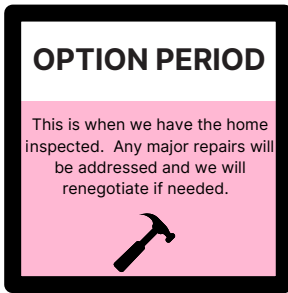 OPTION PERIOD
This is when we have the home
inspected.  Any major repairs will
be addressed and we will
renegotiate if needed.